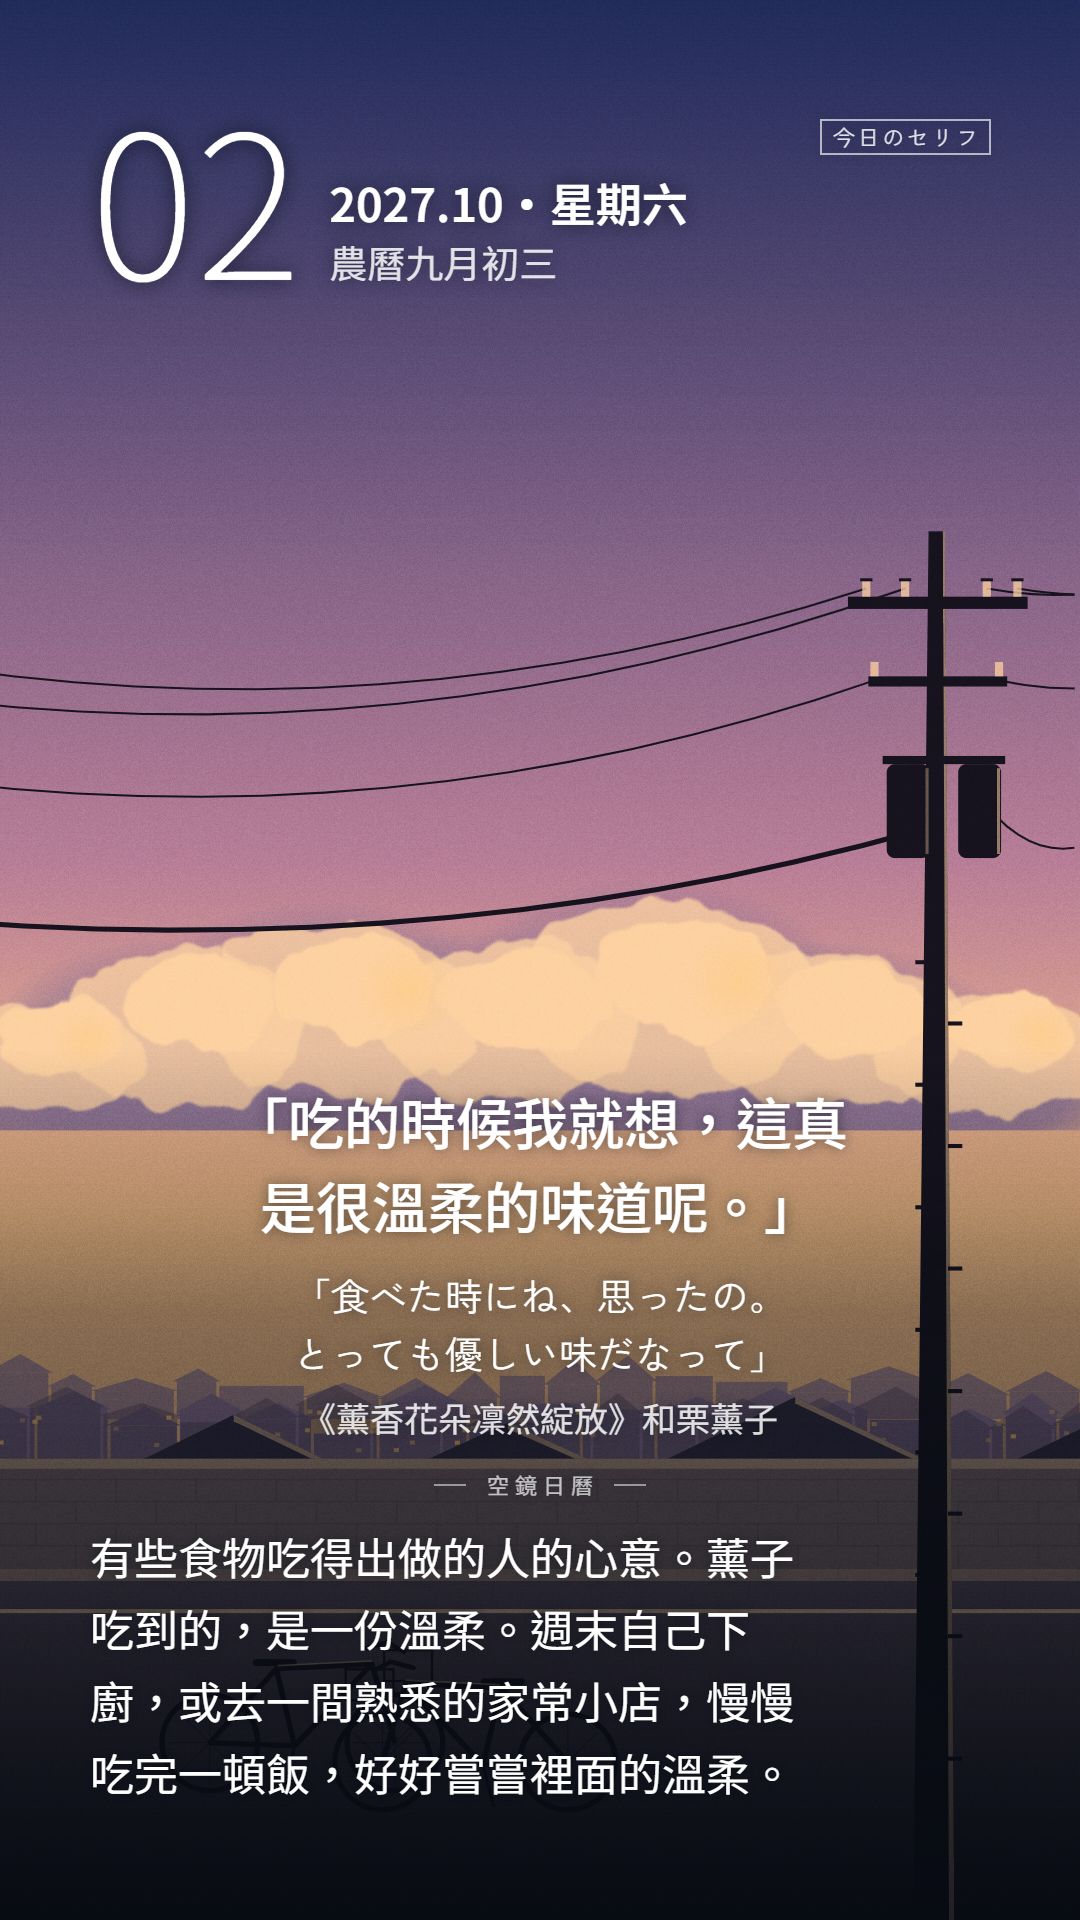 02
2027.10・星期六
農曆九月初三
今日のセリフ
「吃的時候我就想，這真
是很溫柔的味道呢。」
「食べた時にね、思ったの。
とっても優しい味だなって」
《薰香花朵凜然綻放》和栗薰子
空鏡日曆
有些食物吃得出做的人的心意。薰子
吃到的，是一份溫柔。週末自己下
廚，或去一間熟悉的家常小店，慢慢
吃完一頓飯，好好嘗嘗裡面的溫柔。